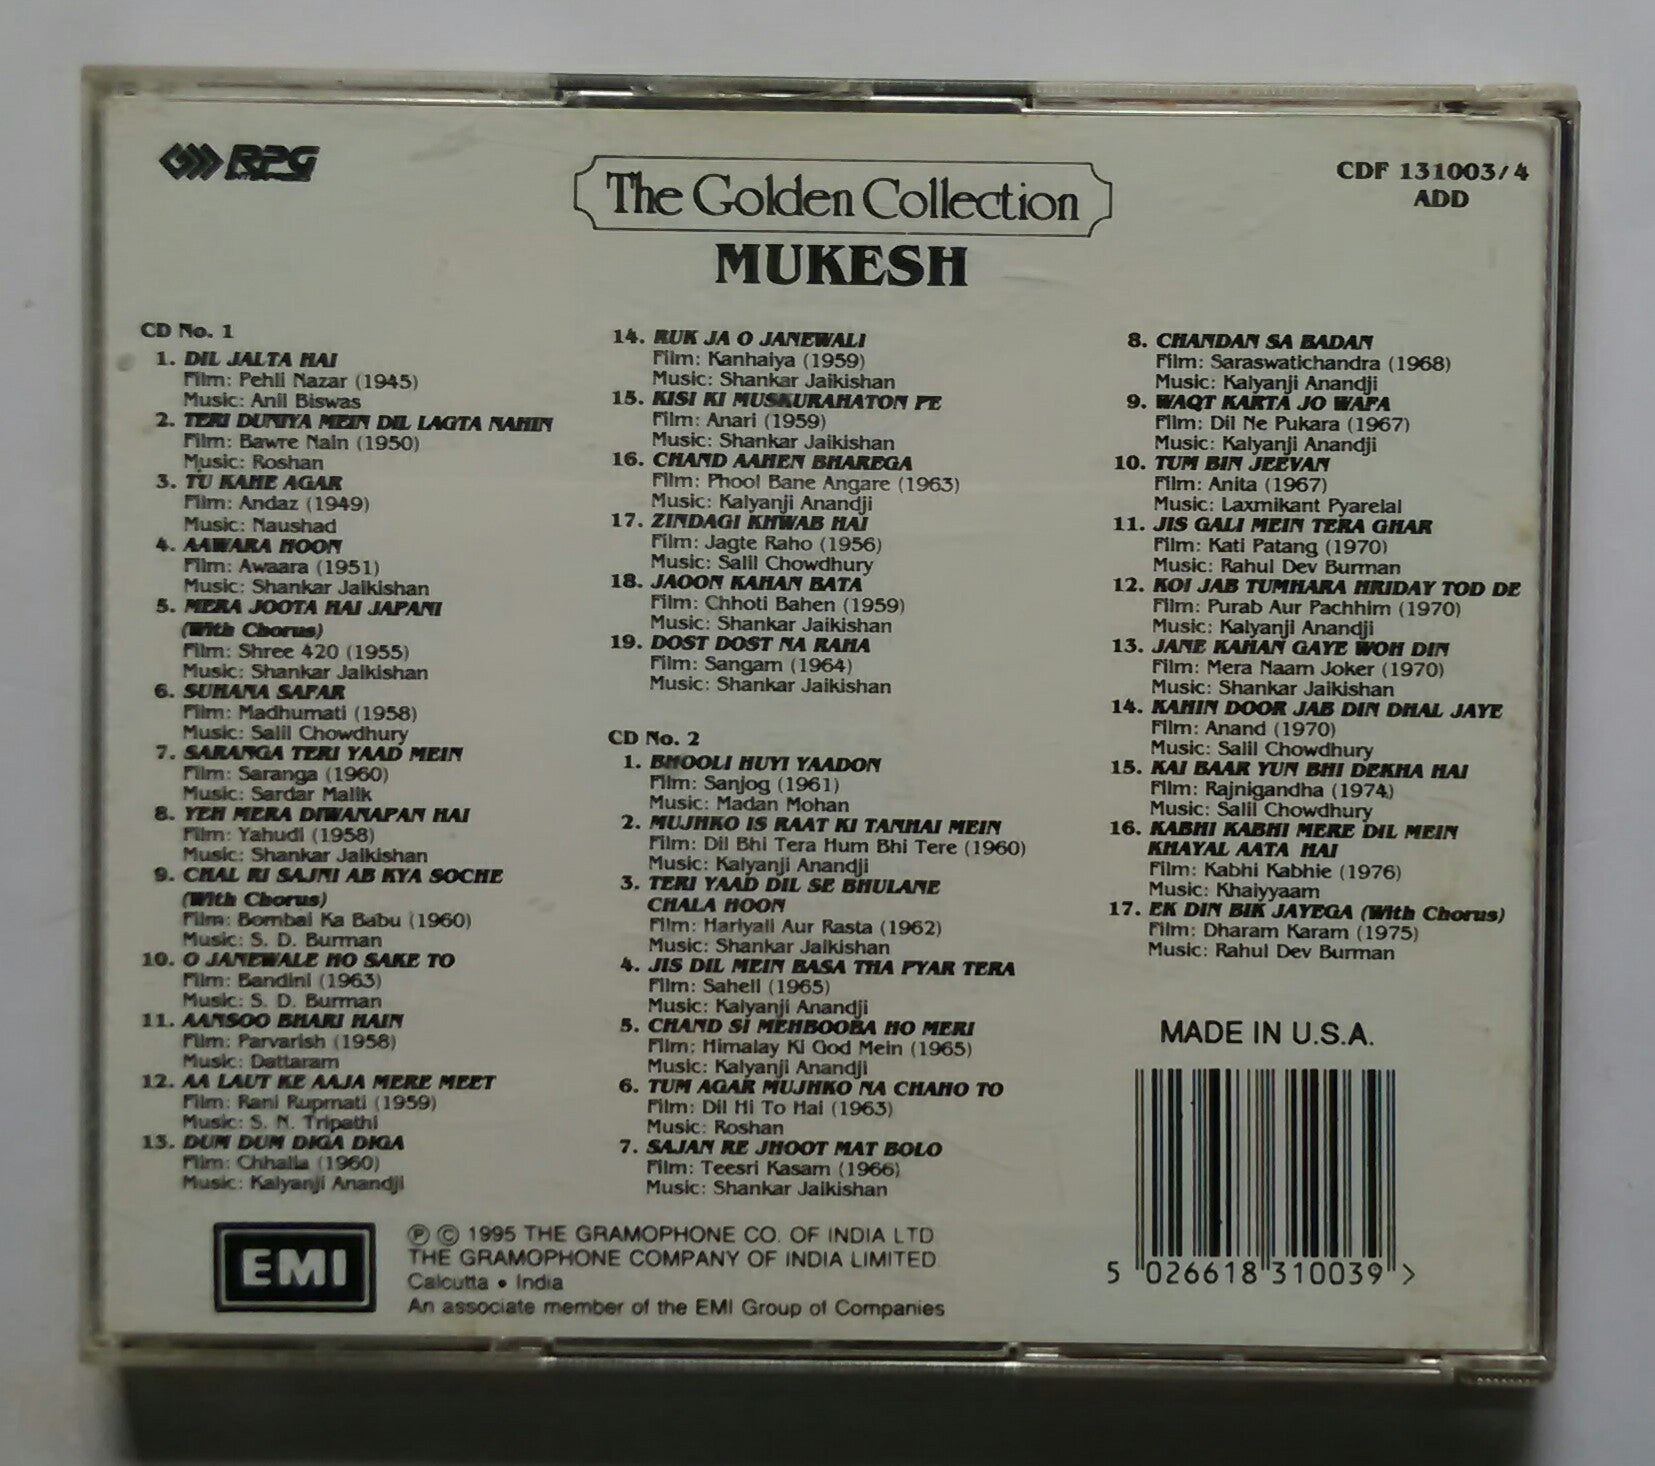 RPG
The Golden Collection
MUKESH
CDF 131003/4
ADD
CD No. 1
1. DIL JALTA HAI
Film: Pehli Nazar (1945)
Music: Anil Biswas
2. TERI DUNIYA MEIN DIL LAGTA NAHIN
Film: Bawre Nain (1950)
Music: Roshan
3. TU KAHE AGAR
Film: Andaz (1949)
Music: Naushad
4. AAWARA HOON
Film: Awaara (1951)
Music: Shankar Jaikishan
5. MERA JOOTA HAI JAPANI
(With Chorus)
Film: Shree 420 (1955)
Music: Shankar Jaikishan
6. SUHANA SAFAR
Film: Madhumati (1958)
Music: Salil Chowdhury
7. SARANGA TERI YAAD MEIN
Film: Saranga (1960)
Music: Sardar Malik
8. YEH MERA DIWANAPAN HAI
Film: Yahudi (1958)
Music: Shankar Jaikishan
9. CHAL RI SAJNI AB KYA SOCHE
(With Chorus)
Film: Bombai Ka Babu (1960)
Music: S. D. Burman
10. O JANEWALE HO SAKE TO
Film: Bandini (1963)
Music: S. D. Burman
11. AANSOO BHARI HAIN
Film: Parvarish (1958)
Music: Dattaram
12. AA LAUT KE AAJA MERE MEET
Film: Rani Rupmati (1959)
Music: S. N. Tripathi
13. DUM DUM DIGA DIGA
Film: Chhalia (1960)
Music: Kalyanji Anandji
14. RUK JA O JANEWALI
Film: Kanhaiya (1959)
Music: Shankar Jaikishan
15. KISI KI MUSKURAHATON PE
Film: Anari (1959)
Music: Shankar Jaikishan
16. CHAND AAHEN BHAREGA
Film: Phool Bane Angare (1963)
Music: Kalyanji Anandji
17. ZINDAGI KHWAB HAI
Film: Jagte Raho (1956)
Music: Salil Chowdhury
18. JAOON KAHAN BATA
Film: Chhoti Bahen (1959)
Music: Shankar Jaikishan
19. DOST DOST NA RAHA
Film: Sangam (1964)
Music: Shankar Jaikishan
CD No. 2
1. BHOOLI HUYI YAADON
Film: Sanjog (1961)
Music: Madan Mohan
2. MUJHKO IS RAAT KI TANHAI MEIN
Film: Dil Bhi Tera Hum Bhi Tere (1960)
Music: Kalyanji Anandji
3. TERI YAAD DIL SE BHULANE
CHALA HOON
Film: Hariyali Aur Rasta (1962)
Music: Shankar Jaikishan
4. JIS DIL MEIN BASA THA PYAR TERA
Film: Saheli (1965)
Music: Kalyanji Anandji
5. CHAND SI MEHBOOBA HO MERI
Film: Himalay Ki God Mein (1965)
Music: Kalyanji Anandji
6. TUM AGAR MUJHKO NA CHAHO TO
Film: Dil Hi To Hai (1963)
Music: Roshan
7. SAJAN RE JHOOT MAT BOLO
Film: Teesri Kasam (1966)
Music: Shankar Jaikishan
8. CHANDAN SA BADAN
Film: Saraswatichandra (1968)
Music: Kalyanji Anandji
9. WAQT KARTA JO WAFA
Film: Dil Ne Pukara (1967)
Music: Kalyanji Anandji
10. TUM BIN JEEVAN
Film: Anita (1967)
Music: Laxmikant Pyarelal
11. JIS GALI MEIN TERA GHAR
Film: Kati Patang (1970)
Music: Rahul Dev Burman
12. KOI JAB TUMHARA HRIDAY TOD DE
Film: Purab Aur Pachhim (1970)
Music: Kalyanji Anandji
13. JANE KAHAN GAYE WOH DIN
Film: Mera Naam Joker (1970)
Music: Shankar Jaikishan
14. KAHIN DOOR JAB DIN DHAL JAYE
Film: Anand (1970)
Music: Salil Chowdhury
15. KAI BAAR YUN BHI DEKHA HAI
Film: Rajnigandha (1974)
Music: Salil Chowdhury
16. KABHI KABHI MERE DIL MEIN
KHAYAL AATA HAI
Film: Kabhi Kabhie (1976)
Music: Khaiyyaam
17. EK DIN BIK JAYEGA (With Chorus)
Film: Dharam Karam (1975)
Music: Rahul Dev Burman
MADE IN U.S.A.
5 026618 310039 >
EMI
℗ © 1995 THE GRAMOPHONE CO. OF INDIA LTD
THE GRAMOPHONE COMPANY OF INDIA LIMITED
Calcutta • India
An associate member of the EMI Group of Companies